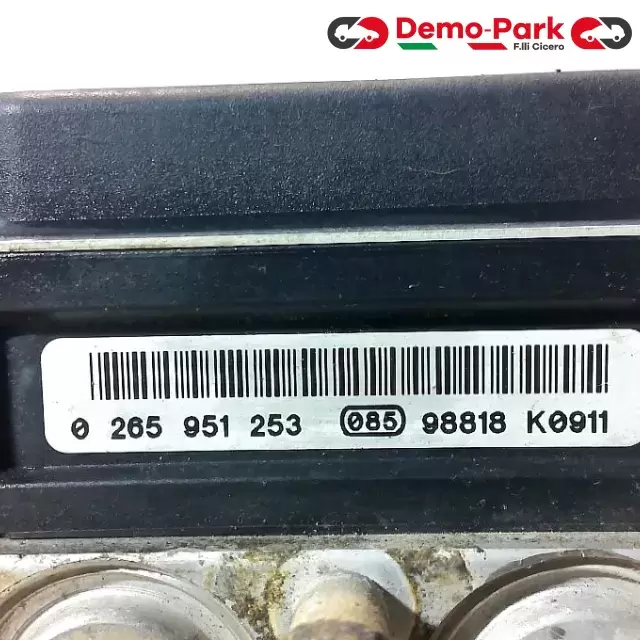 Demo-Park
F.lli Cicero
0 265 951 253 085 98818 K0911